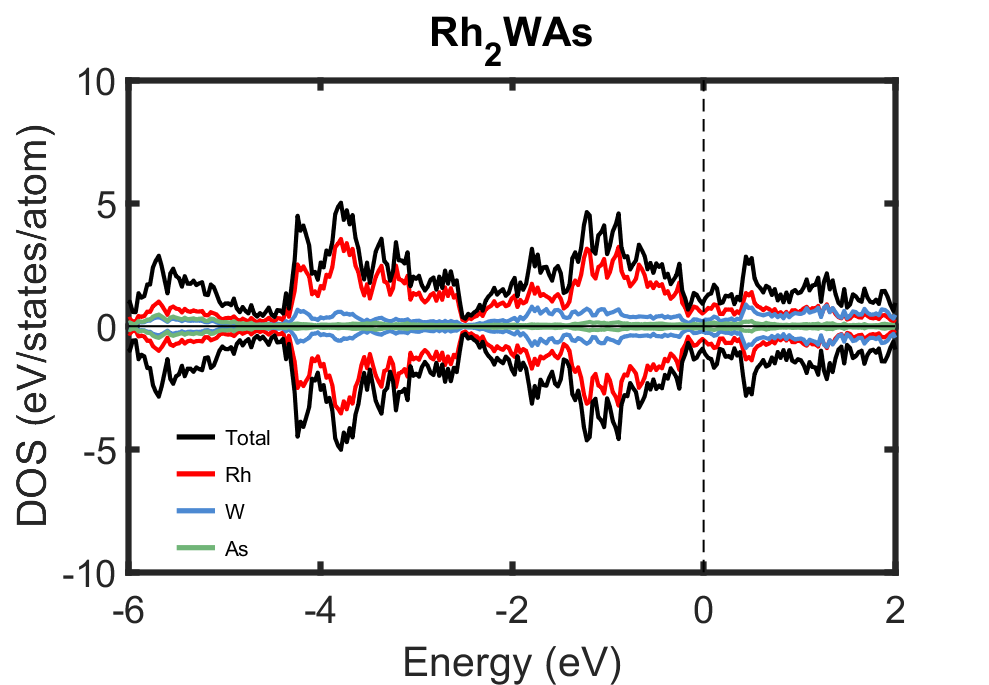 Rh₂WAs
DOS (eV/states/atom)
10
5
0
-5
-10
Total
Rh
W
As
-6 -4 -2 0 2
Energy (eV)